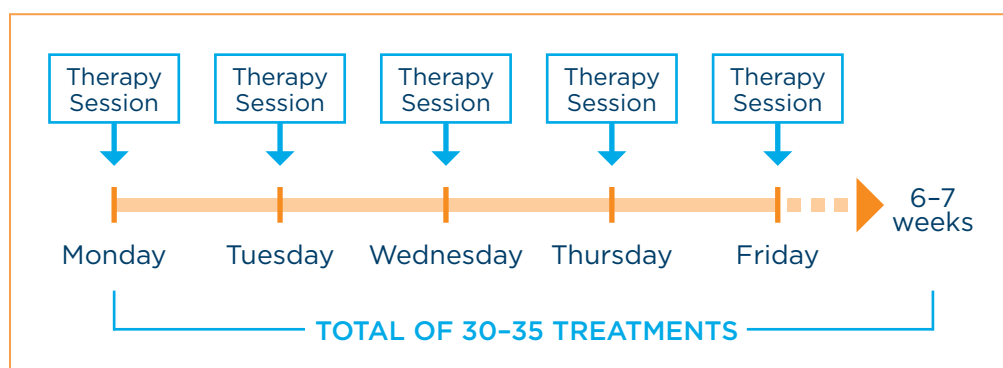 Therapy
Session
Therapy
Session
Therapy
Session
Therapy
Session
Therapy
Session
6–7
weeks
Monday
Tuesday
Wednesday
Thursday
Friday
TOTAL OF 30–35 TREATMENTS